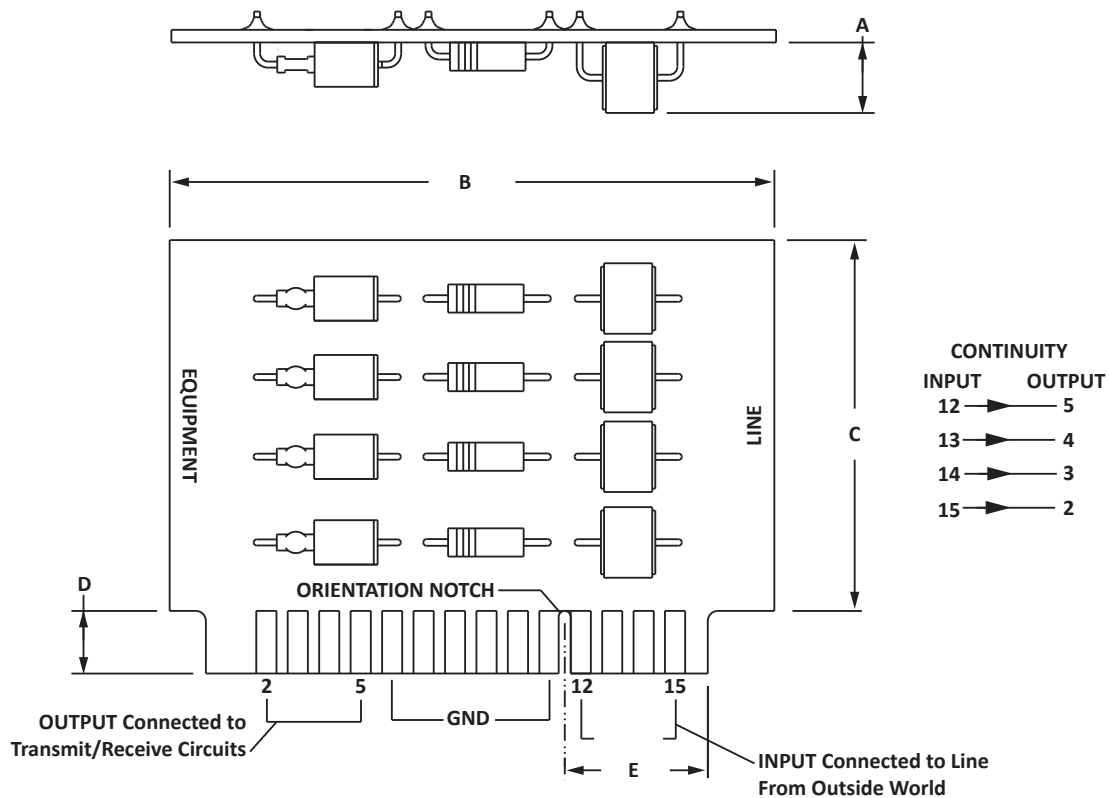 A
B
EQUIPMENT
LINE
C
CONTINUITY
INPUT OUTPUT
12 5
13 4
14 3
15 2
D
ORIENTATION NOTCH
2 5 12 15
GND
OUTPUT Connected to
Transmit/Receive Circuits
E
INPUT Connected to Line
From Outside World